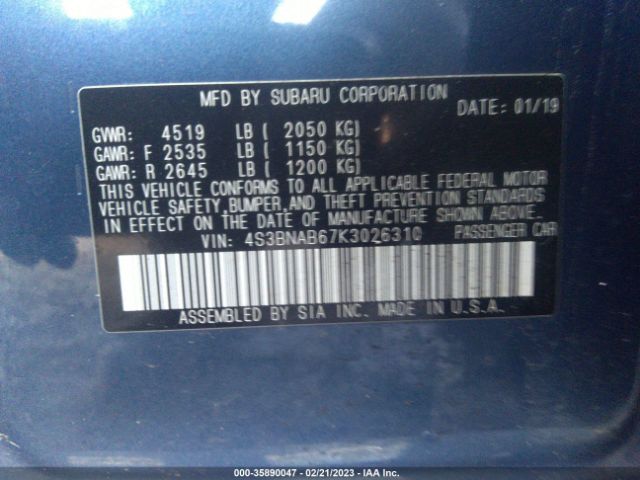 MFD BY SUBARU CORPORATION
DATE: 01/19
GVWR: 4519 LB ( 2050 KG)
GAWR: F 2535 LB ( 1150 KG)
GAWR: R 2645 LB ( 1200 KG)
THIS VEHICLE CONFORMS TO ALL APPLICABLE FEDERAL MOTOR
VEHICLE SAFETY,BUMPER,AND THEFT PREVENTION STANDARDS
IN EFFECT ON THE DATE OF MANUFACTURE SHOWN ABOVE.
VIN: 4S3BNAB67K3026310 PASSENGER CAR
ASSEMBLED BY SIA INC. MADE IN U.S.A.
000-35890047 / 02/21/2023 - IAA Inc.